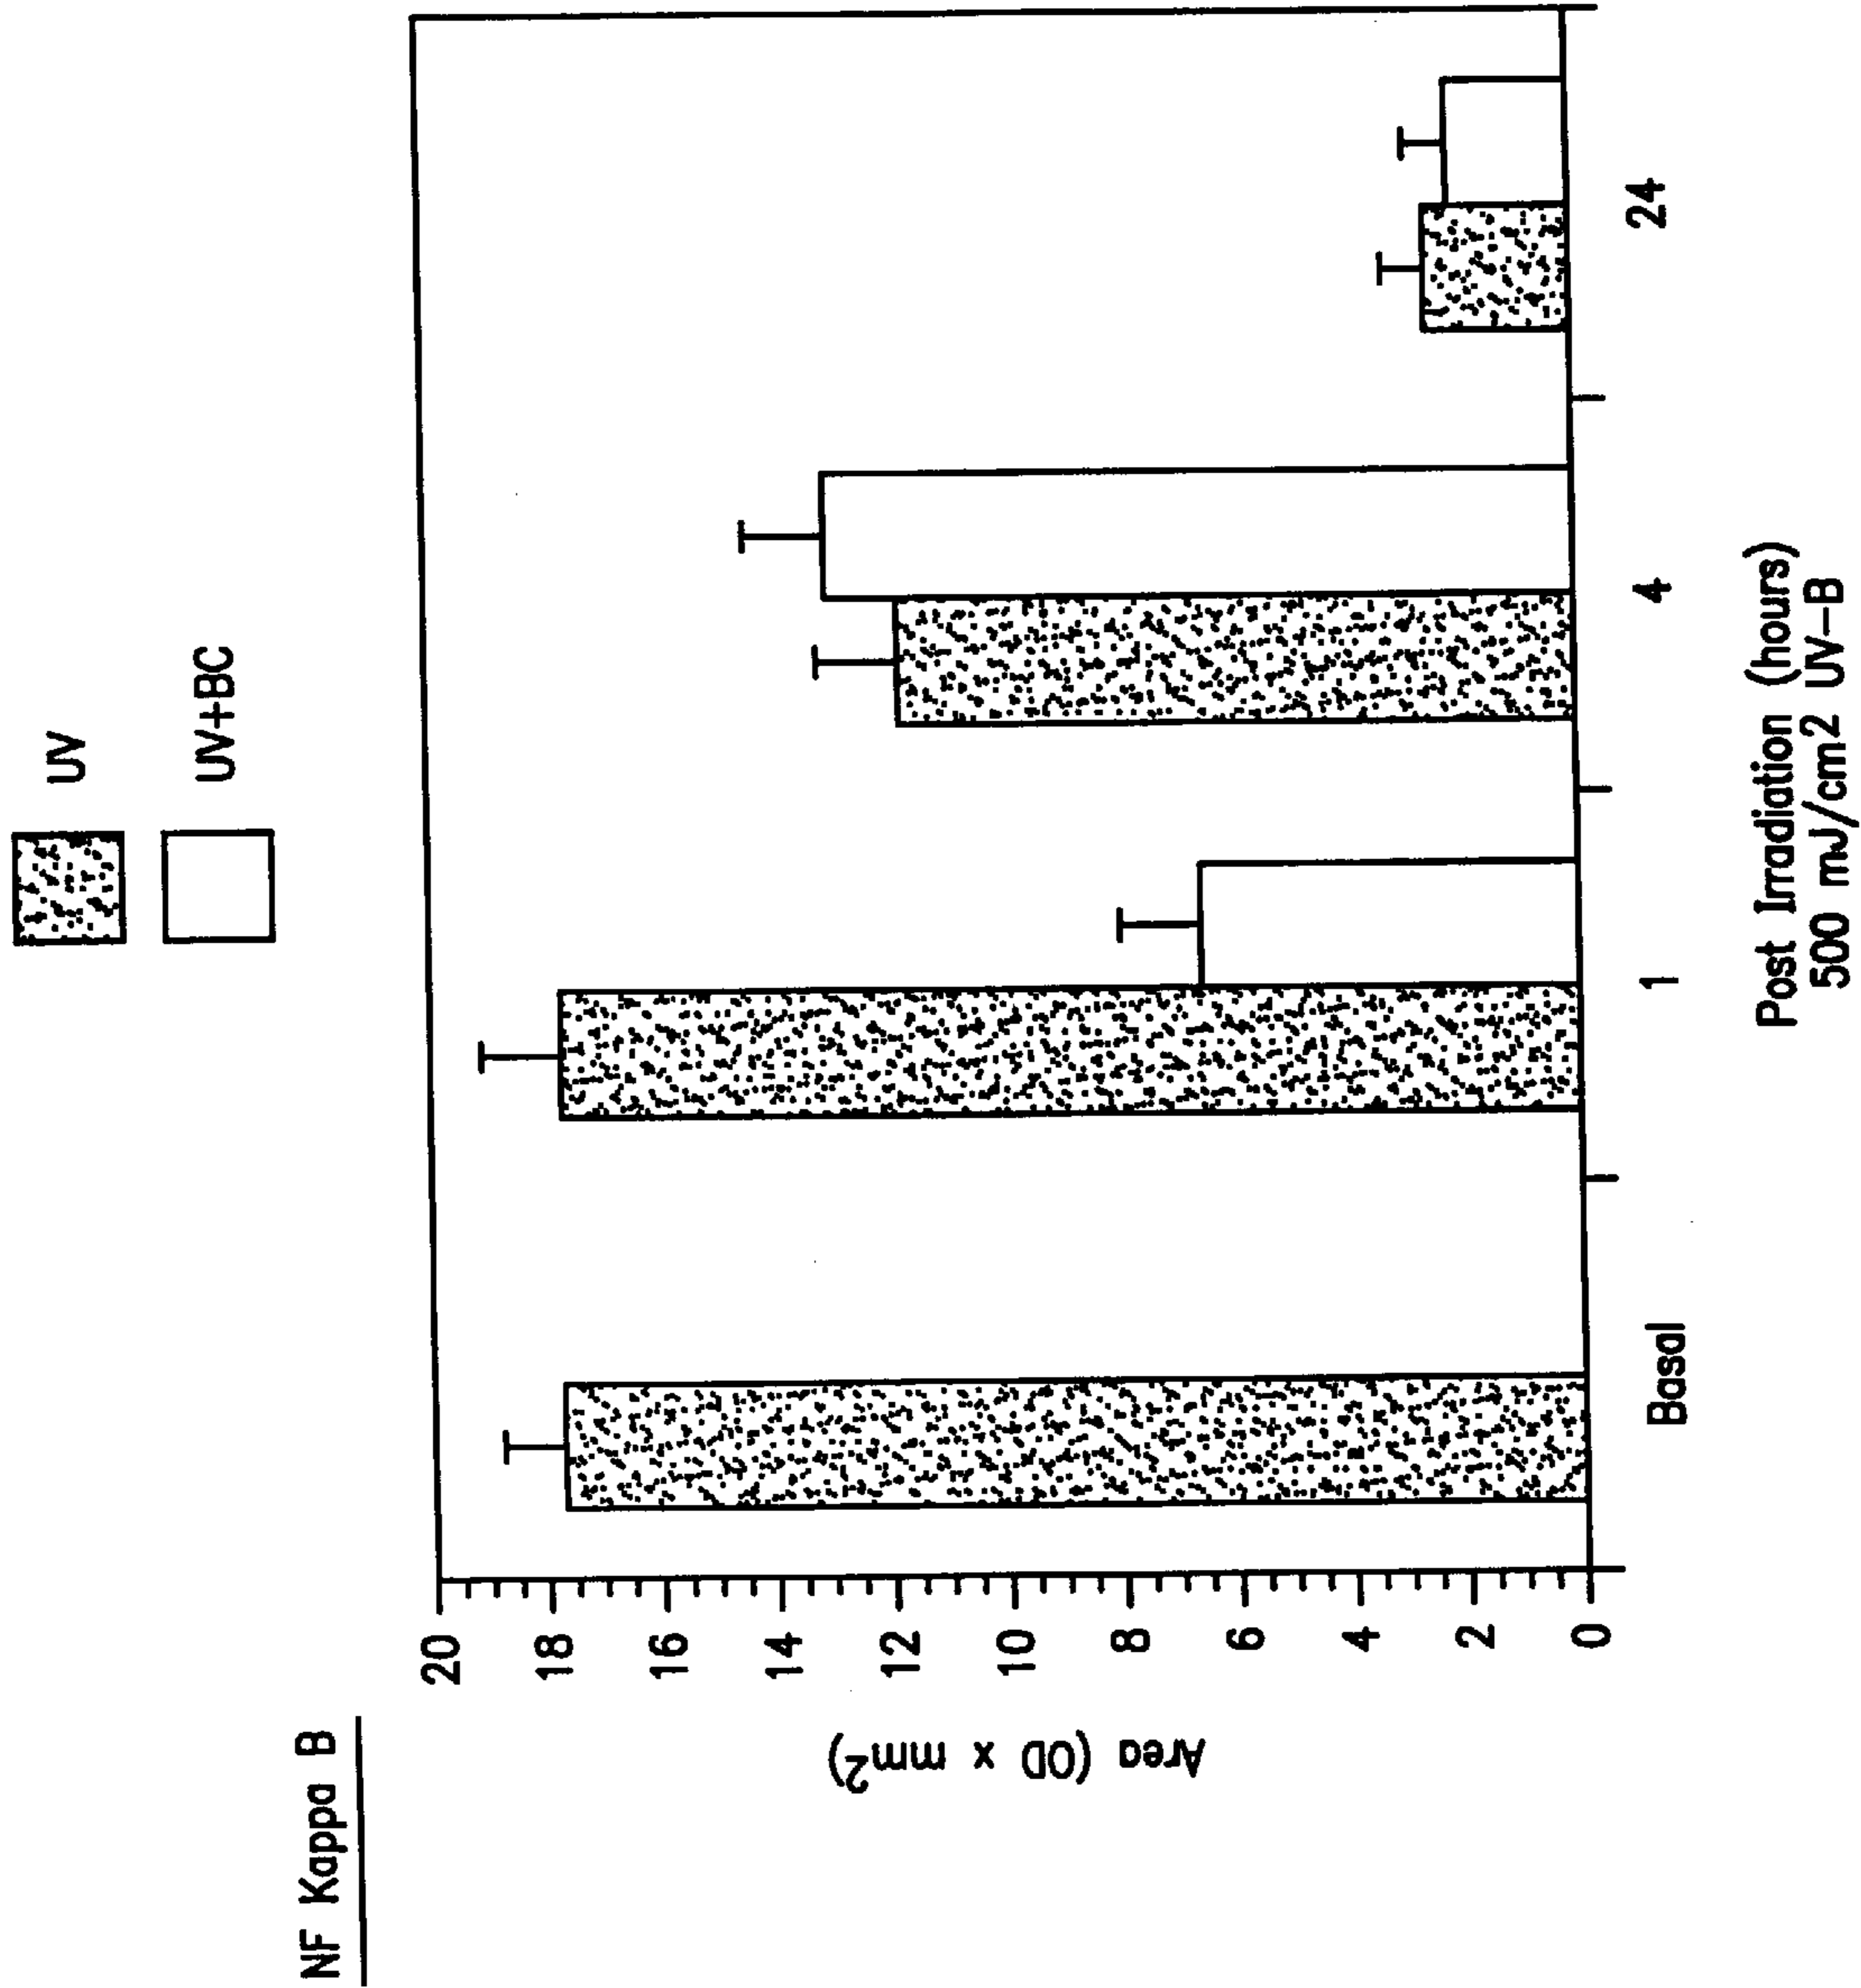 NF Kappa B
UV
UV+BC
Area (OD x mm2)
20
18
16
14
12
10
8
6
4
2
0
Basal
1
4
24
Post Irradiation (hours)
500 mJ/cm2 UV-B